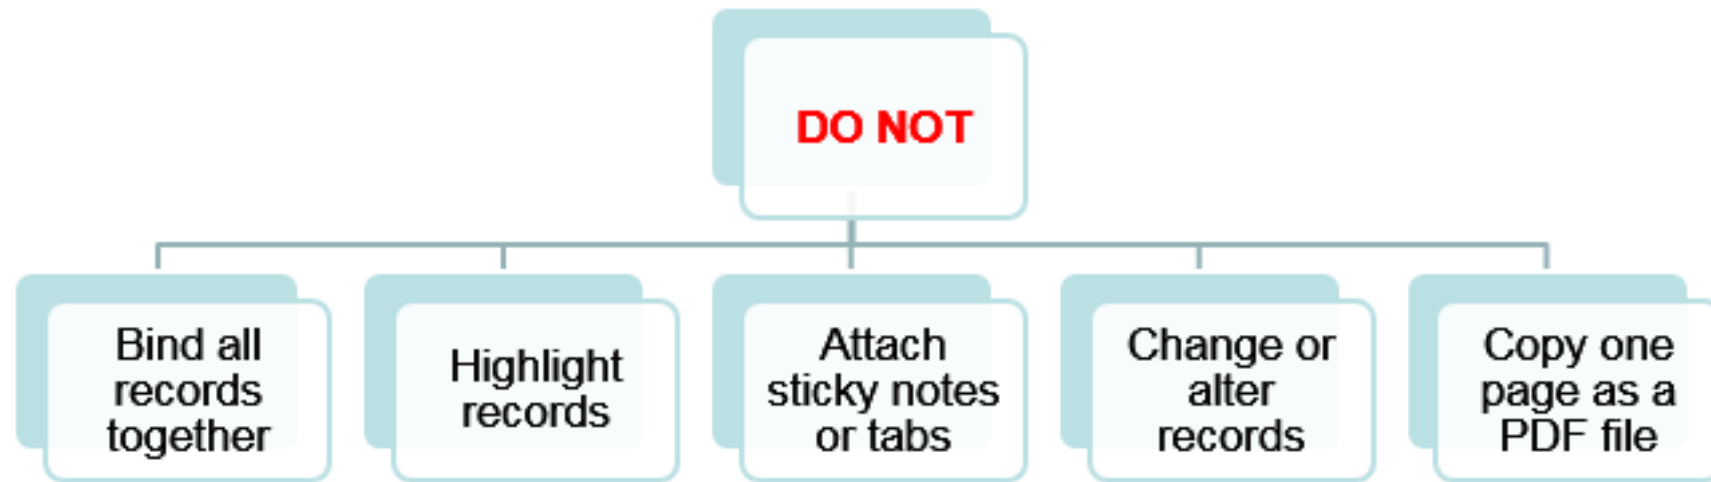 DO NOT
Bind all
records
together
Highlight
records
Attach
sticky notes
or tabs
Change or
alter
records
Copy one
page as a
PDF file